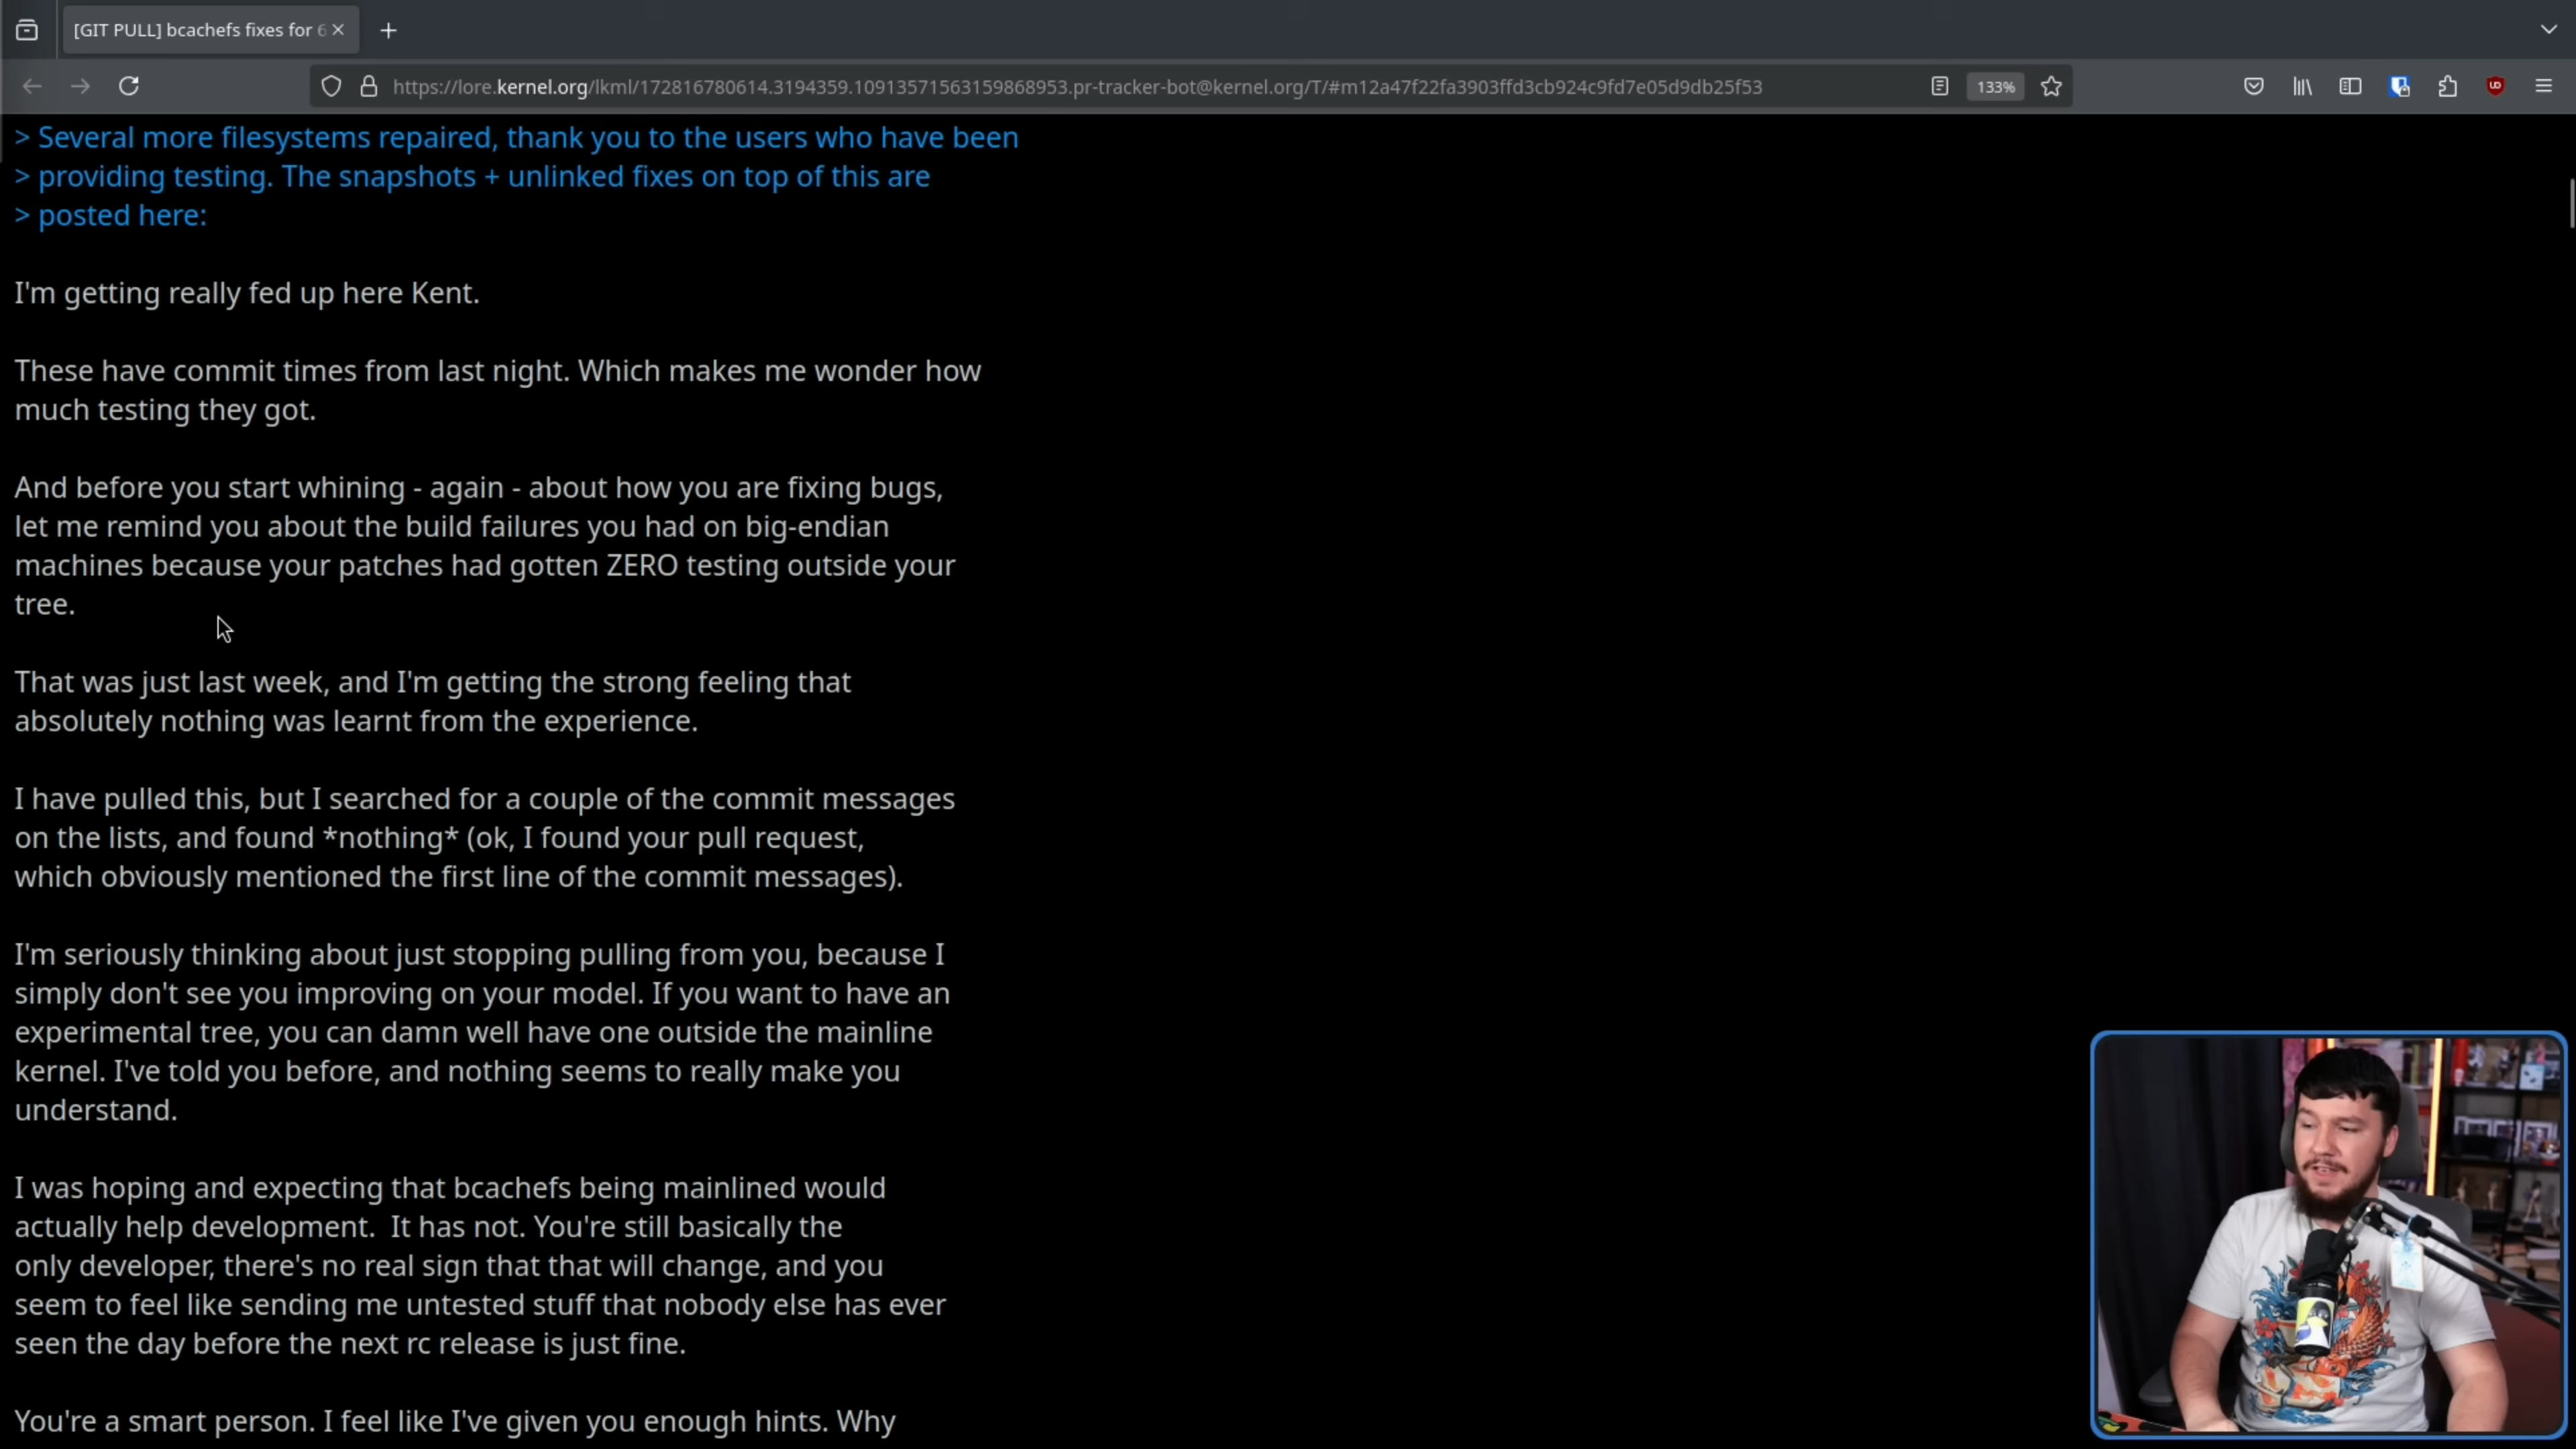 [GIT PULL] bcachefs fixes for 6
https://lore.kernel.org/lkml/172816780614.3194359.10913571563159868953.pr-tracker-bot@kernel.org/T/#m12a47f22fa3903ffd3cb924c9fd7e05d9db25f53
133%
> Several more filesystems repaired, thank you to the users who have been
> providing testing. The snapshots + unlinked fixes on top of this are
> posted here:
I'm getting really fed up here Kent.
These have commit times from last night. Which makes me wonder how
much testing they got.
And before you start whining - again - about how you are fixing bugs,
let me remind you about the build failures you had on big-endian
machines because your patches had gotten ZERO testing outside your
tree.
That was just last week, and I'm getting the strong feeling that
absolutely nothing was learnt from the experience.
I have pulled this, but I searched for a couple of the commit messages
on the lists, and found *nothing* (ok, I found your pull request,
which obviously mentioned the first line of the commit messages).
I'm seriously thinking about just stopping pulling from you, because I
simply don't see you improving on your model. If you want to have an
experimental tree, you can damn well have one outside the mainline
kernel. I've told you before, and nothing seems to really make you
understand.
I was hoping and expecting that bcachefs being mainlined would
actually help development.  It has not. You're still basically the
only developer, there's no real sign that that will change, and you
seem to feel like sending me untested stuff that nobody else has ever
seen the day before the next rc release is just fine.
You're a smart person. I feel like I've given you enough hints. Why